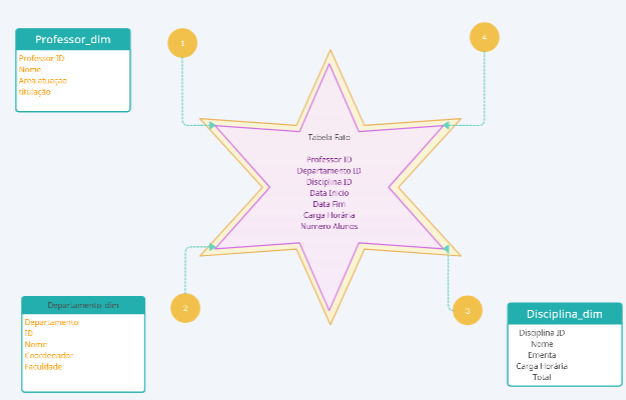 Professor_dim
Professor ID
Nome
Area atuação
titulação
1
4
Tabela Fato
Professor ID
Departamento ID
Disciplina ID
Data Inicio
Data Fim
Carga Horária
Numero Alunos
2
3
Departamento_dim
Departamento
ID
Nome
Coordenador
Faculdade
Disciplina_dim
Disciplina ID
Nome
Ementa
Carga Horária
Total